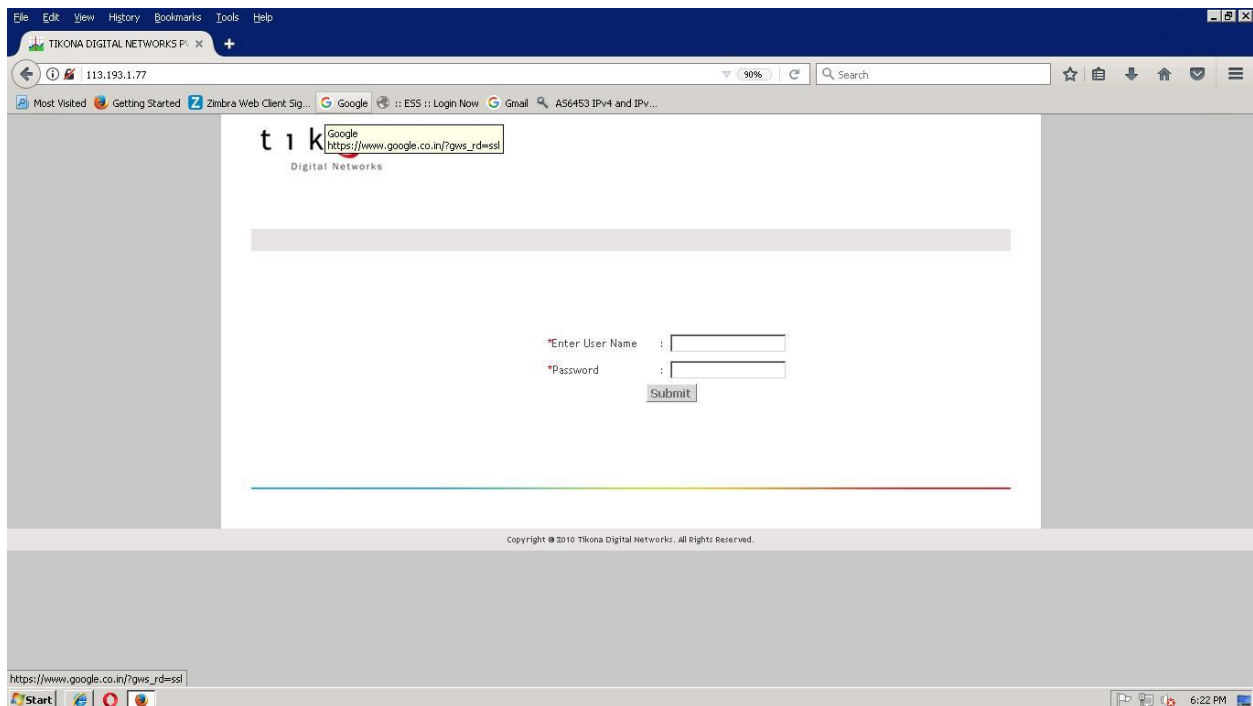 File Edit View History Bookmarks Tools Help
TIKONA DIGITAL NETWORKS PV
113.193.1.77 90% Search
Most Visited Getting Started Zimbra Web Client Sig... Google :: ESS :: Login Now Gmail AS6453 IPv4 and IPv...
Google
https://www.google.co.in/?gws_rd=ssl
tik
Digital Networks
*Enter User Name :
*Password :
Submit
Copyright @ 2010 Tikona Digital Networks. All Rights Reserved.
https://www.google.co.in/?gws_rd=ssl
Start 6:22 PM